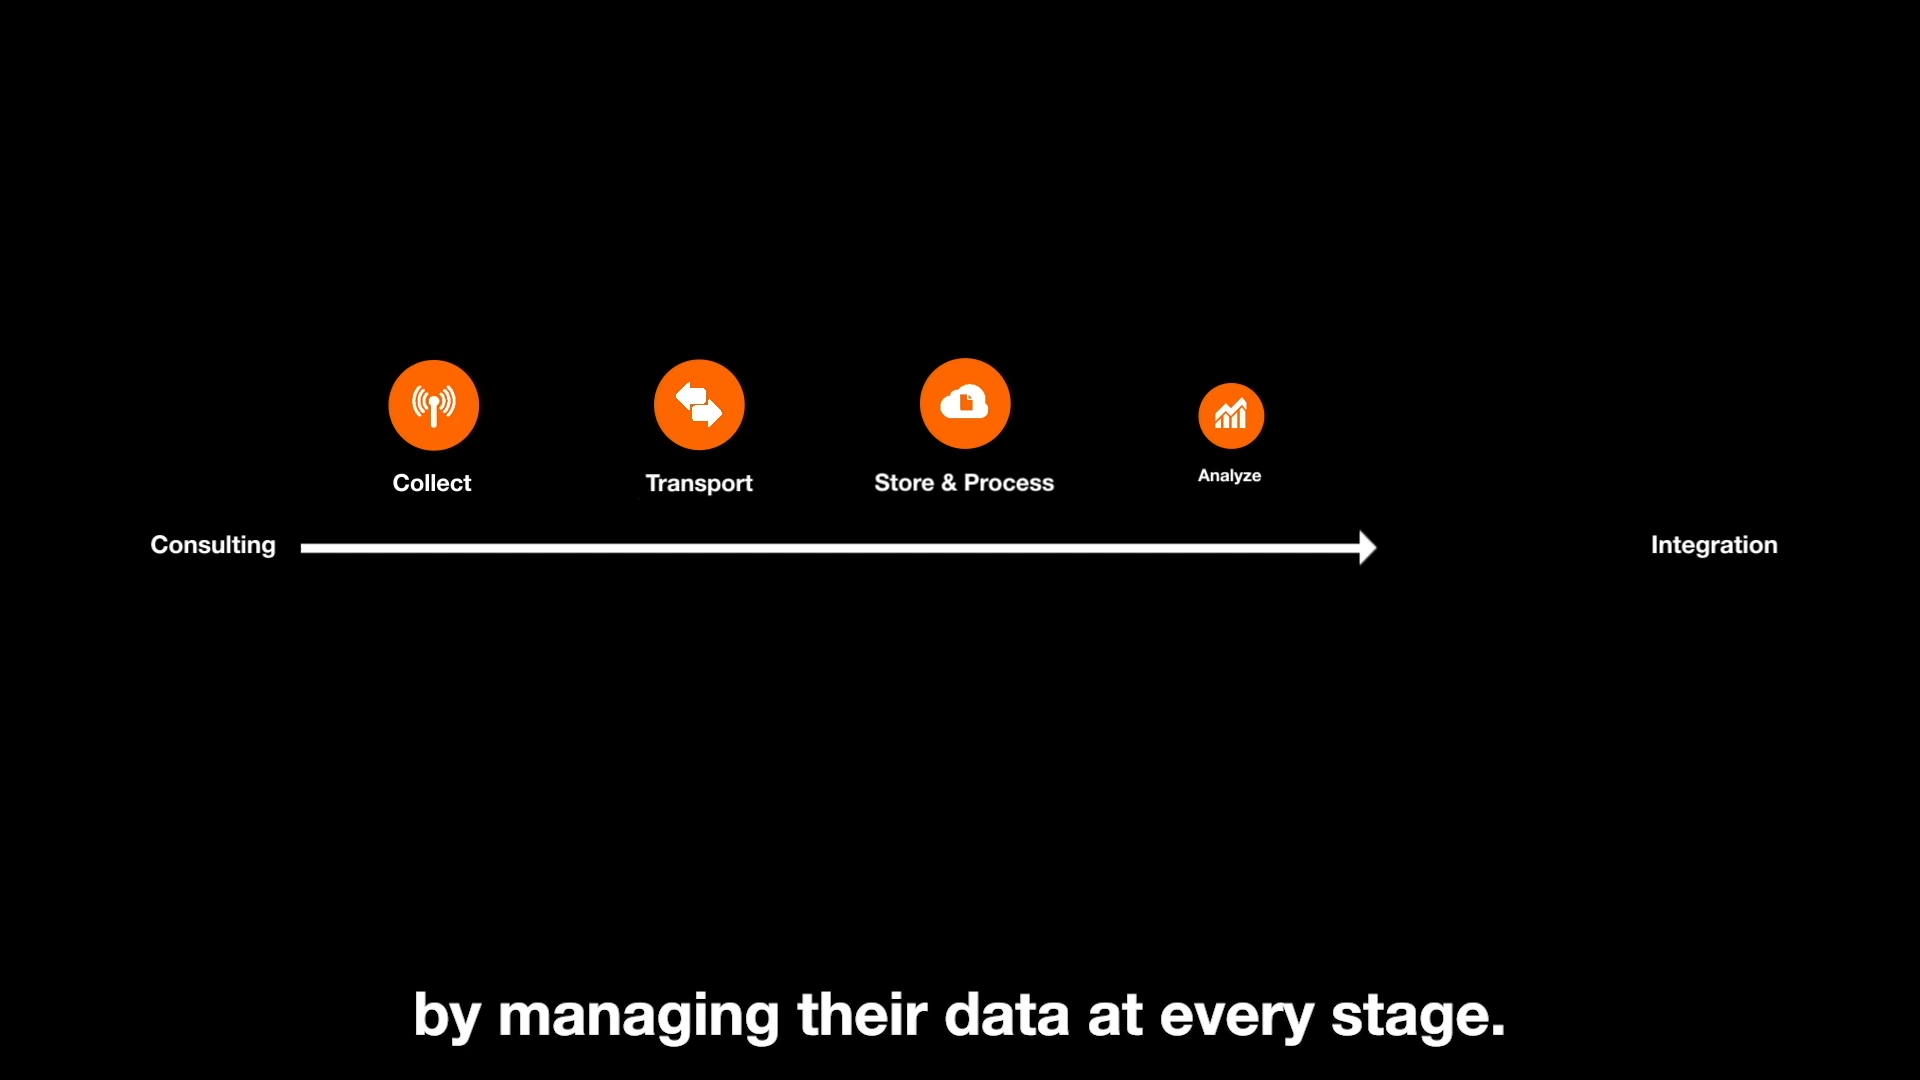 Collect
Transport
Store & Process
Analyze
Consulting
Integration
by managing their data at every stage.